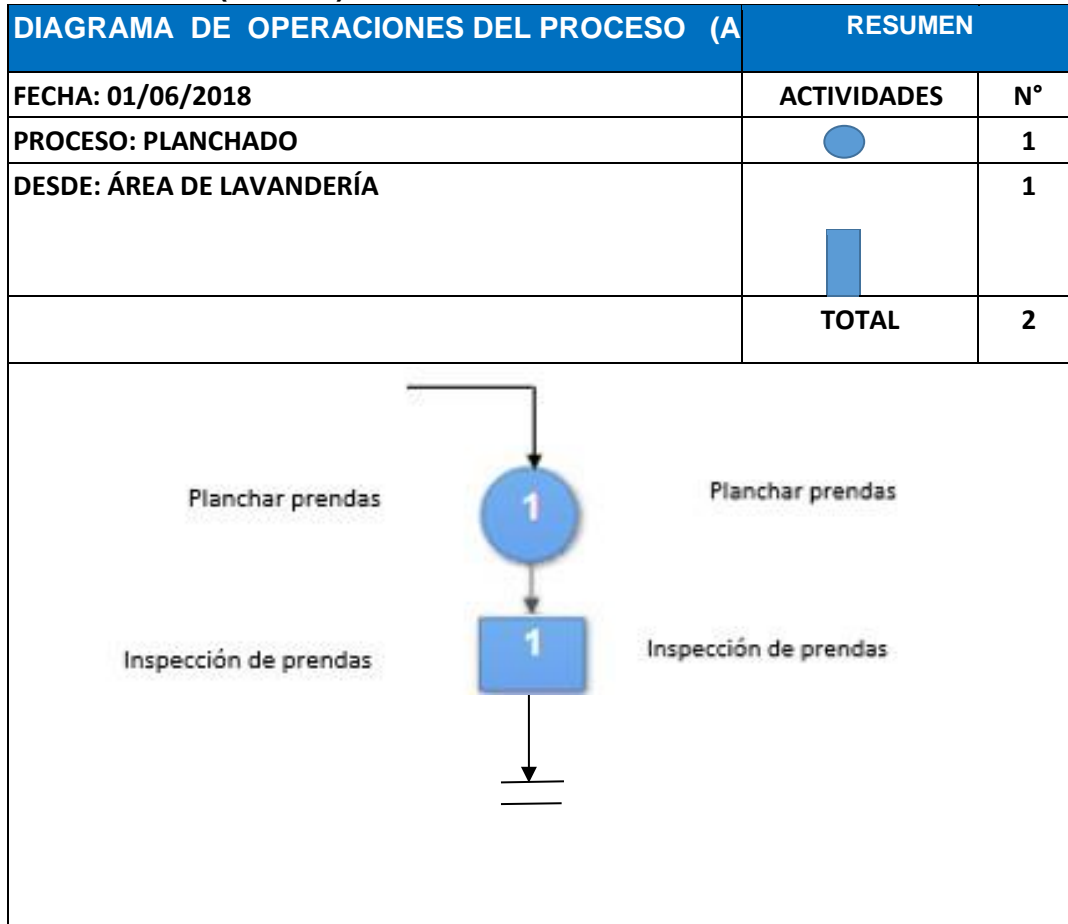 DIAGRAMA DE OPERACIONES DEL PROCESO (A
RESUMEN
FECHA: 01/06/2018
ACTIVIDADES
N°
PROCESO: PLANCHADO
1
DESDE: ÁREA DE LAVANDERÍA
1
TOTAL
2
Planchar prendas
1
Planchar prendas
Inspección de prendas
1
Inspección de prendas